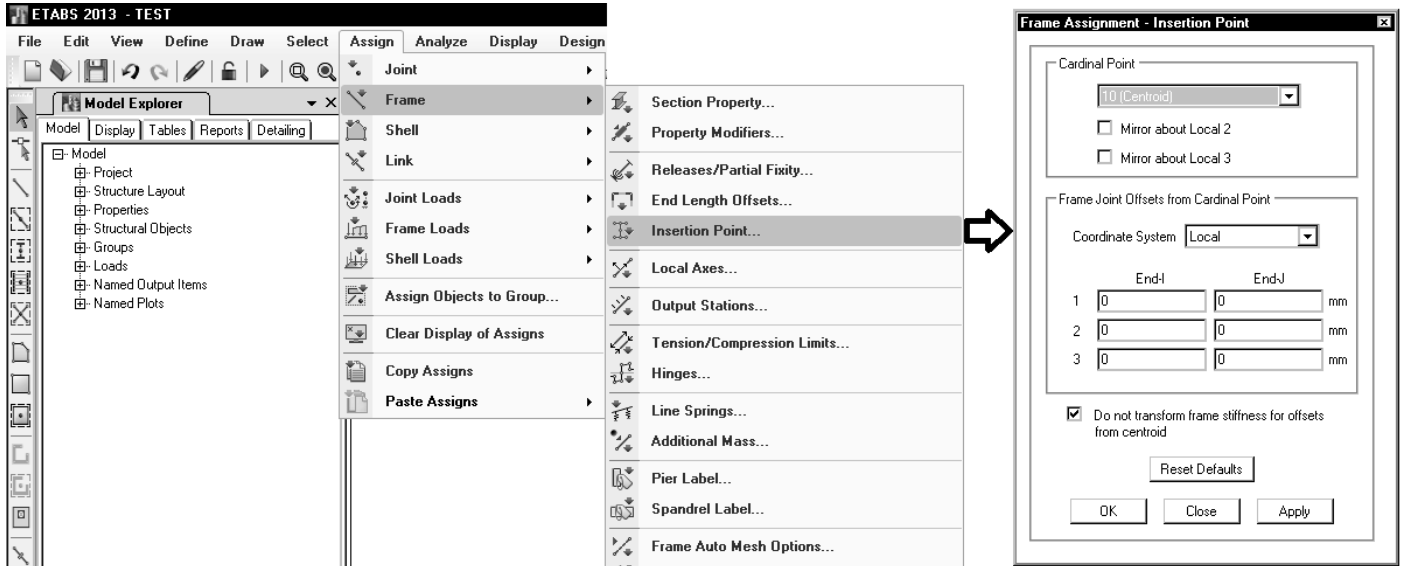 ETABS 2013 - TEST
File Edit View Define Draw Select Assign Analyze Display Design
Model Explorer
Model Display Tables Reports Detailing
Model
Project
Structure Layout
Properties
Structural Objects
Groups
Loads
Named Output Items
Named Plots
Joint
Frame
Shell
Link
Joint Loads
Frame Loads
Shell Loads
Assign Objects to Group...
Clear Display of Assigns
Copy Assigns
Paste Assigns
Section Property...
Property Modifiers...
Releases/Partial Fixity...
End Length Offsets...
Insertion Point...
Local Axes...
Output Stations...
Tension/Compression Limits...
Hinges...
Line Springs...
Additional Mass...
Pier Label...
Spandrel Label...
Frame Auto Mesh Options...
Frame Assignment - Insertion Point
Cardinal Point
10 (Centroid)
Mirror about Local 2
Mirror about Local 3
Frame Joint Offsets from Cardinal Point
Coordinate System Local
End-I End-J
1 0 0 mm
2 0 0 mm
3 0 0 mm
Do not transform frame stiffness for offsets
from centroid
Reset Defaults
OK Close Apply